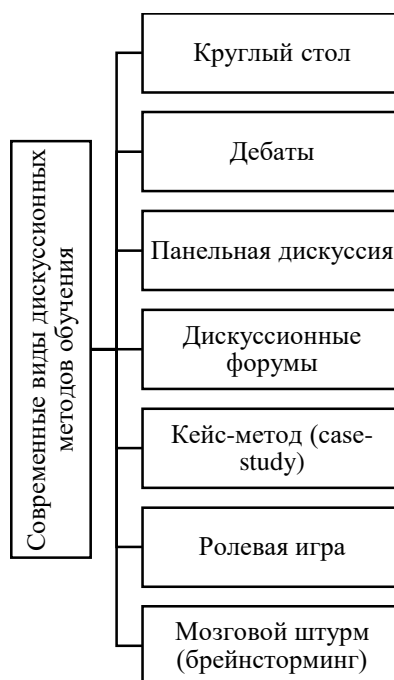 Современные виды дискуссионных
методов обучения
Круглый стол
Дебаты
Панельная дискуссия
Дискуссионные
форумы
Кейс-метод (case-
study)
Ролевая игра
Мозговой штурм
(брейнсторминг)